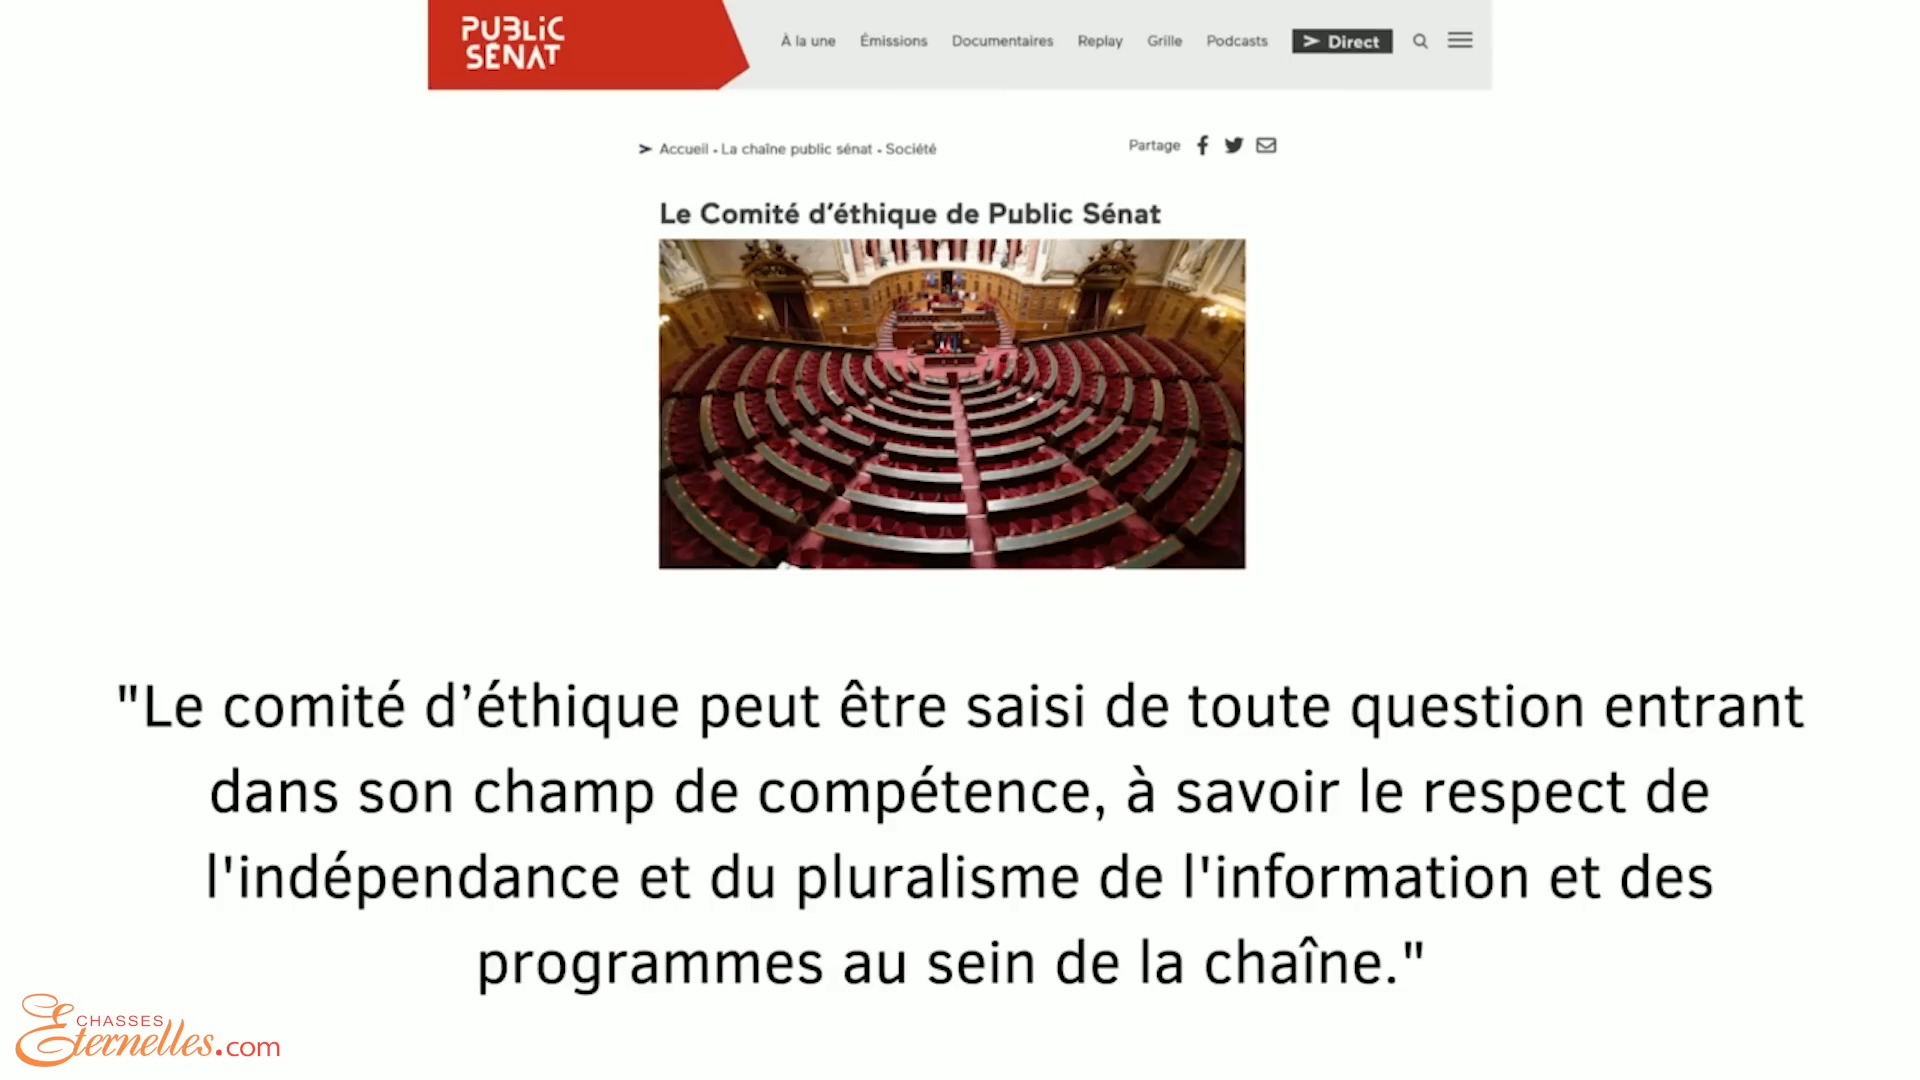 PUBLIC
SÉNAT
À la une Émissions Documentaires Replay Grille Podcasts Direct
Accueil - La chaîne public sénat - Société
Partage
Le Comité d’éthique de Public Sénat
"Le comité d’éthique peut être saisi de toute question entrant
dans son champ de compétence, à savoir le respect de
l'indépendance et du pluralisme de l'information et des
programmes au sein de la chaîne."
CHASSES
Eternelles.com